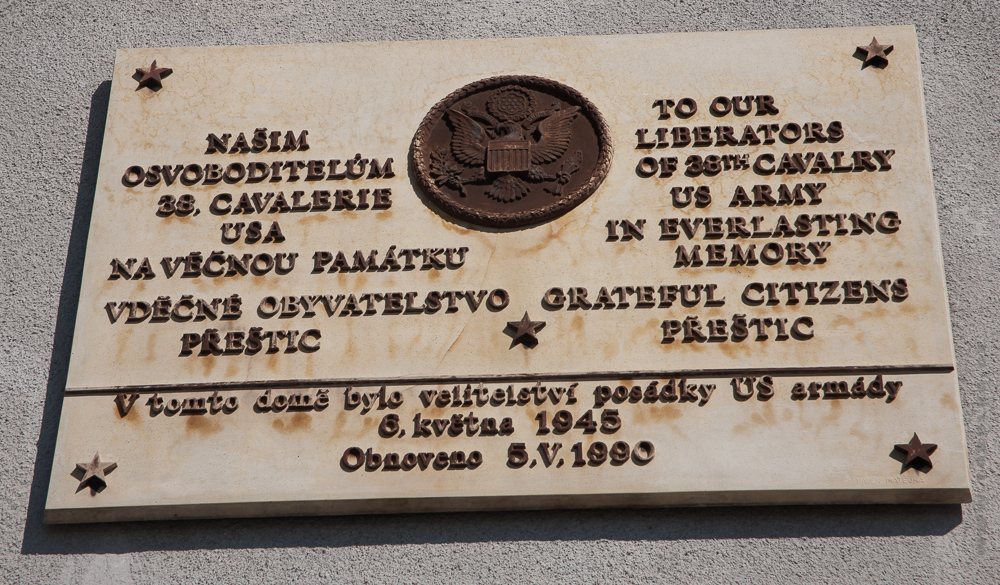 NAŠIM
OSVOBODITELŮM
38. CAVALERIE
USA
NA VĚČNOU PAMÁTKU
VDĚČNÉ OBYVATELSTVO
PŘEŠTIC
TO OUR
LIBERATORS
OF 38TH CAVALRY
US ARMY
IN EVERLASTING
MEMORY
GRATEFUL CITIZENS
PŘEŠTIC
V tomto domě bylo velitelství posádky US armády
6. května 1945
Obnoveno 5.V.1990